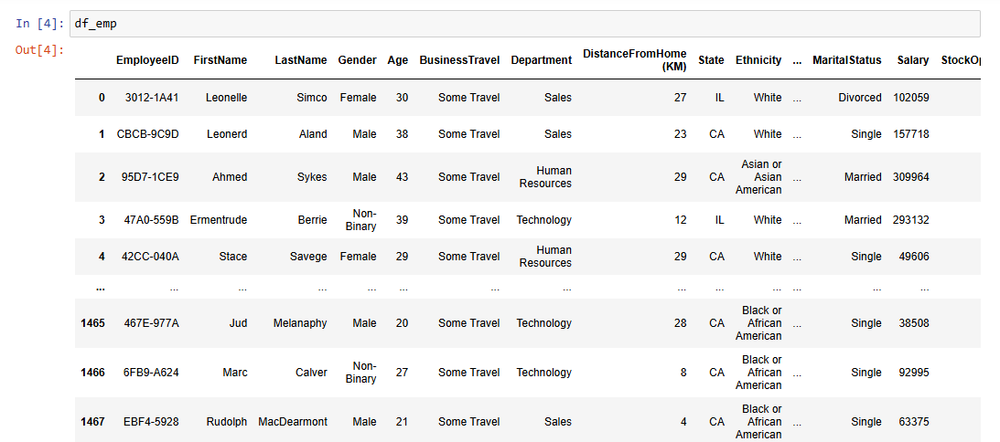 In [4]: df_emp
Out[4]:
EmployeeID FirstName LastName Gender Age BusinessTravel Department DistanceFromHome (KM) State Ethnicity ... MaritalStatus Salary StockOp
0 3012-1A41 Leonelle Simco Female 30 Some Travel Sales 27 IL White ... Divorced 102059
1 CBCB-9C9D Leonerd Aland Male 38 Some Travel Sales 23 CA White ... Single 157718
2 95D7-1CE9 Ahmed Sykes Male 43 Some Travel Human Resources 29 CA Asian or Asian American ... Married 309964
3 47A0-559B Ermentrude Berrie Non-Binary 39 Some Travel Technology 12 IL White ... Married 293132
4 42CC-040A Stace Savege Female 29 Some Travel Human Resources 29 CA White ... Single 49606
... ... ... ... ... ... ... ... ... ... ... ... ... ...
1465 467E-977A Jud Melanaphy Male 20 Some Travel Technology 28 CA Black or African American ... Single 38508
1466 6FB9-A624 Marc Calver Non-Binary 27 Some Travel Technology 8 CA Black or African American ... Single 92995
1467 EBF4-5928 Rudolph MacDearmont Male 21 Some Travel Sales 4 CA Black or African American ... Single 63375